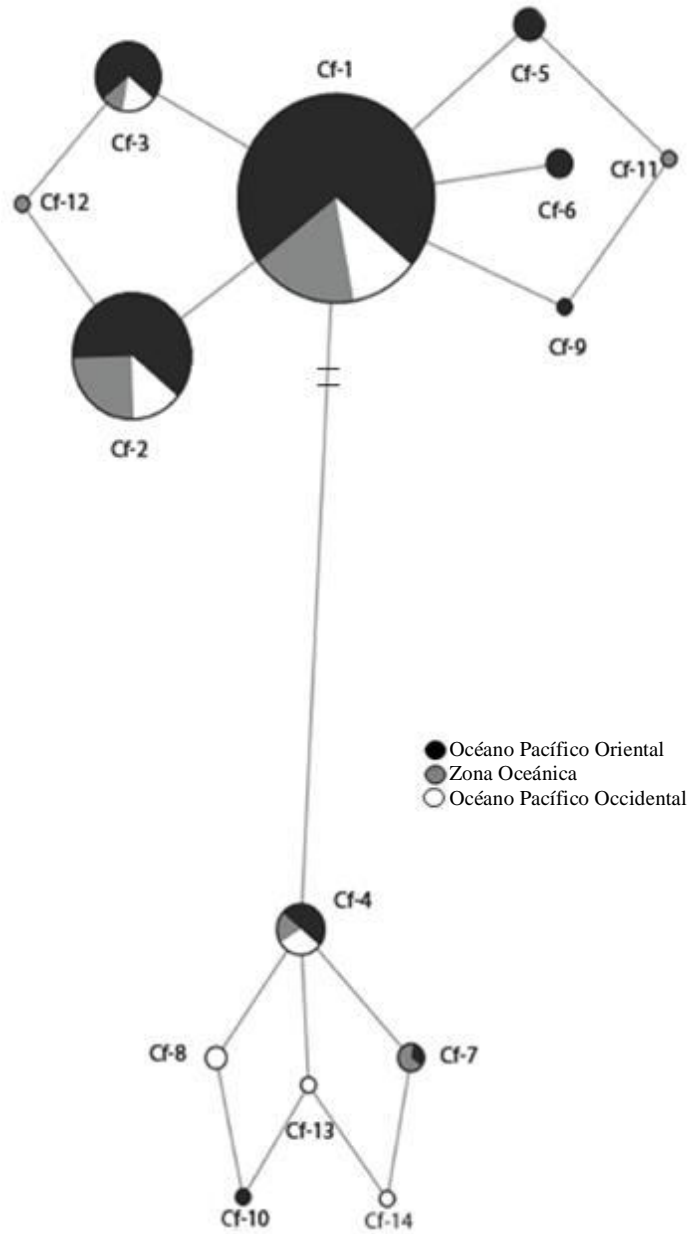 Cf-1
Cf-5
Cf-3
Cf-11
Cf-12
Cf-6
Cf-9
Cf-2
Océano Pacífico Oriental
Zona Oceánica
Océano Pacífico Occidental
Cf-4
Cf-8
Cf-7
Cf-13
Cf-10
Cf-14